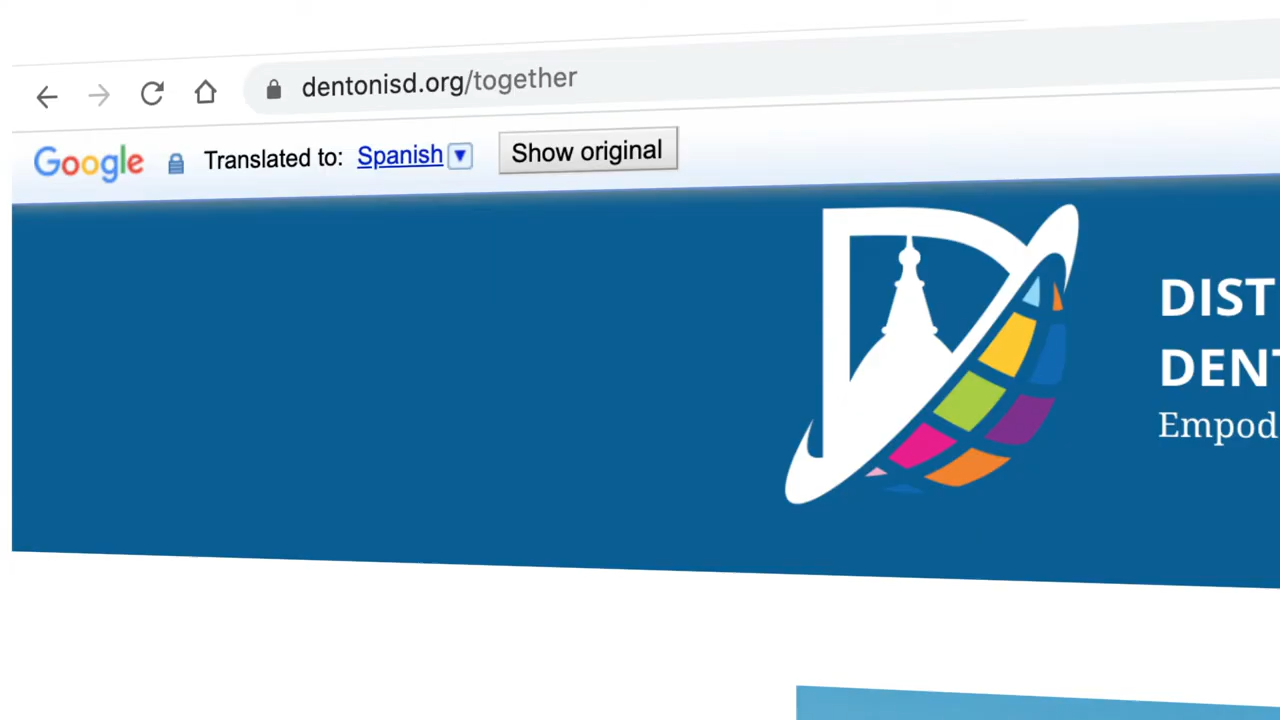 dentonisd.org/together
Google Translated to: Spanish Show original
DIST
DENT
Empod